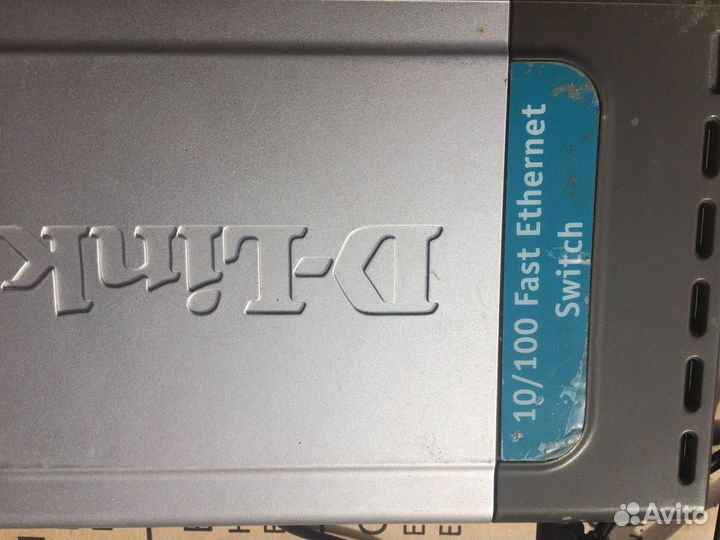 D-Link
10/100 Fast Ethernet
Switch
Avito